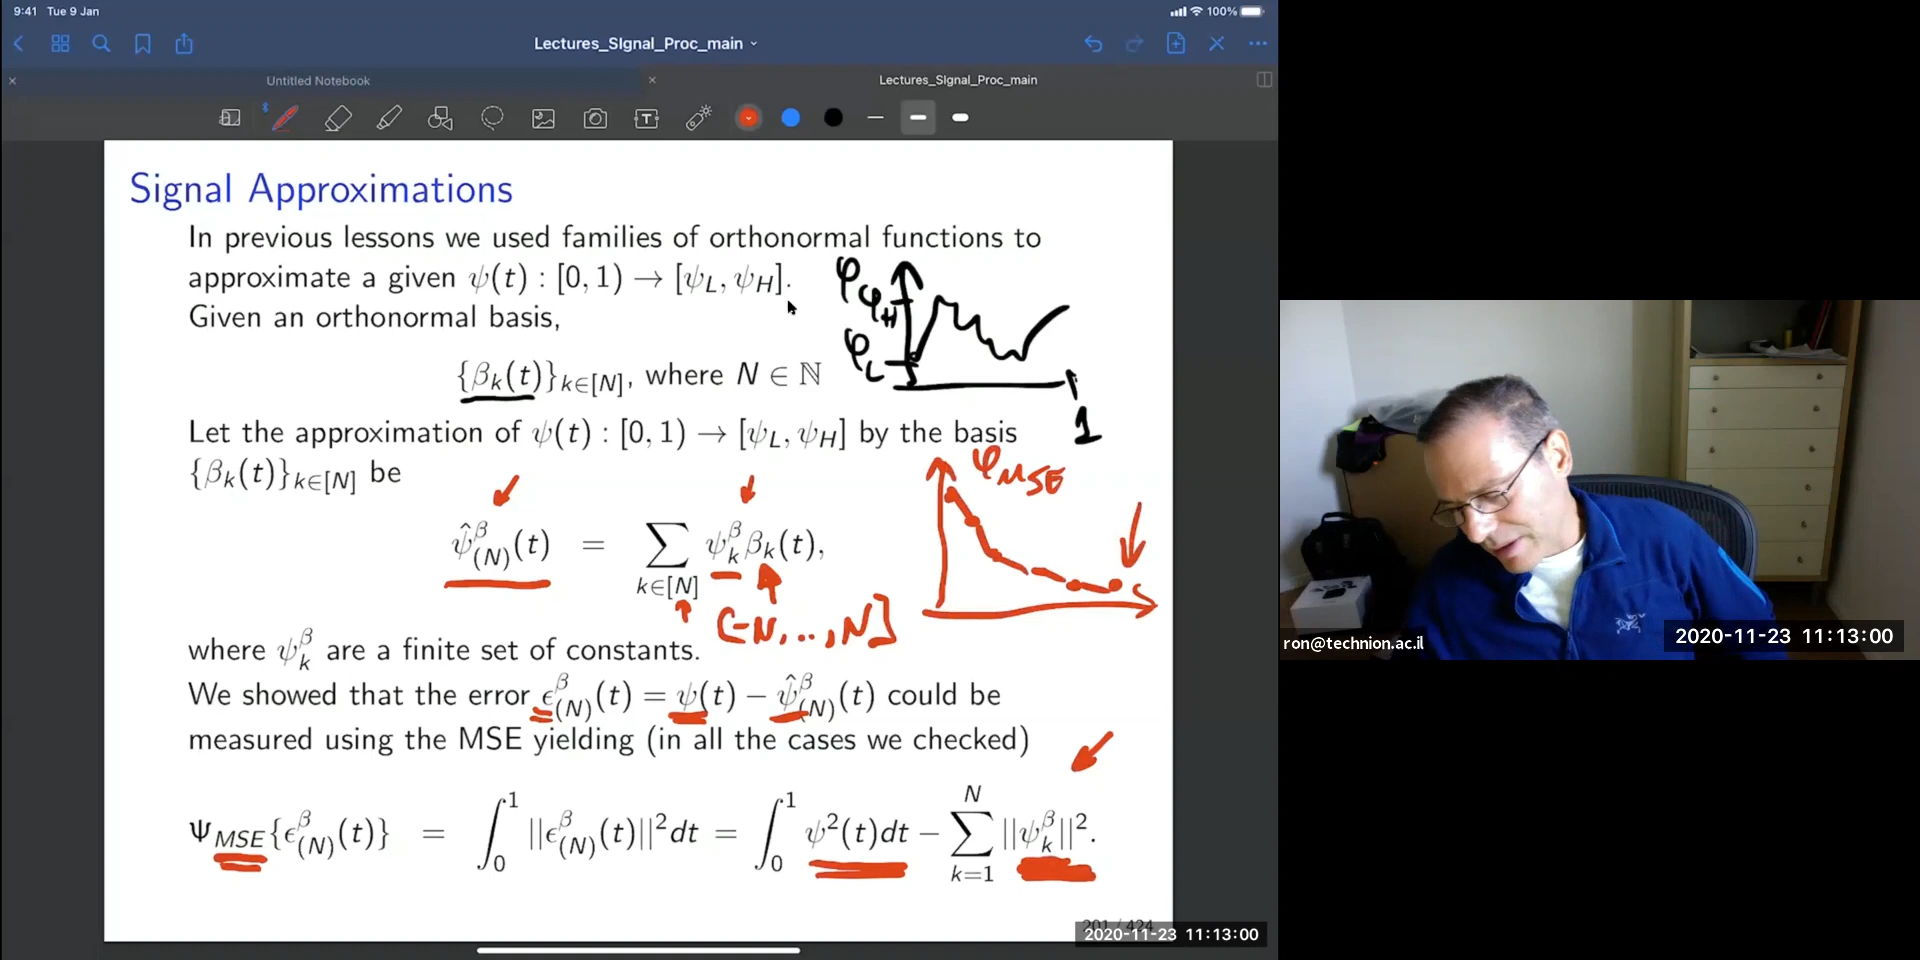 9:41 Tue 9 Jan
100%
Lectures_SIgnal_Proc_main
Untitled Notebook
Lectures_SIgnal_Proc_main
Signal Approximations
In previous lessons we used families of orthonormal functions to
approximate a given ψ(t) : [0, 1) → [ψ_L, ψ_H].
Given an orthonormal basis,
{β_k(t)}_{k∈[N]}, where N ∈ ℕ
φ
φ_H
φ_L
1
Let the approximation of ψ(t) : [0, 1) → [ψ_L, ψ_H] by the basis
{β_k(t)}_{k∈[N]} be
φ_MSE
ψ̂^β_(N)(t) = ∑_{k∈[N]} ψ^β_k β_k(t),
[-N,..,N]
where ψ^β_k are a finite set of constants.
We showed that the error ϵ^β_(N)(t) = ψ(t) − ψ̂^β_(N)(t) could be
measured using the MSE yielding (in all the cases we checked)
Ψ_MSE{ϵ^β_(N)(t)} = ∫_0^1 ||ϵ^β_(N)(t)||²dt = ∫_0^1 ψ²(t)dt − ∑_{k=1}^N ||ψ^β_k||².
201 / 424
2020-11-23 11:13:00
ron@technion.ac.il
2020-11-23 11:13:00